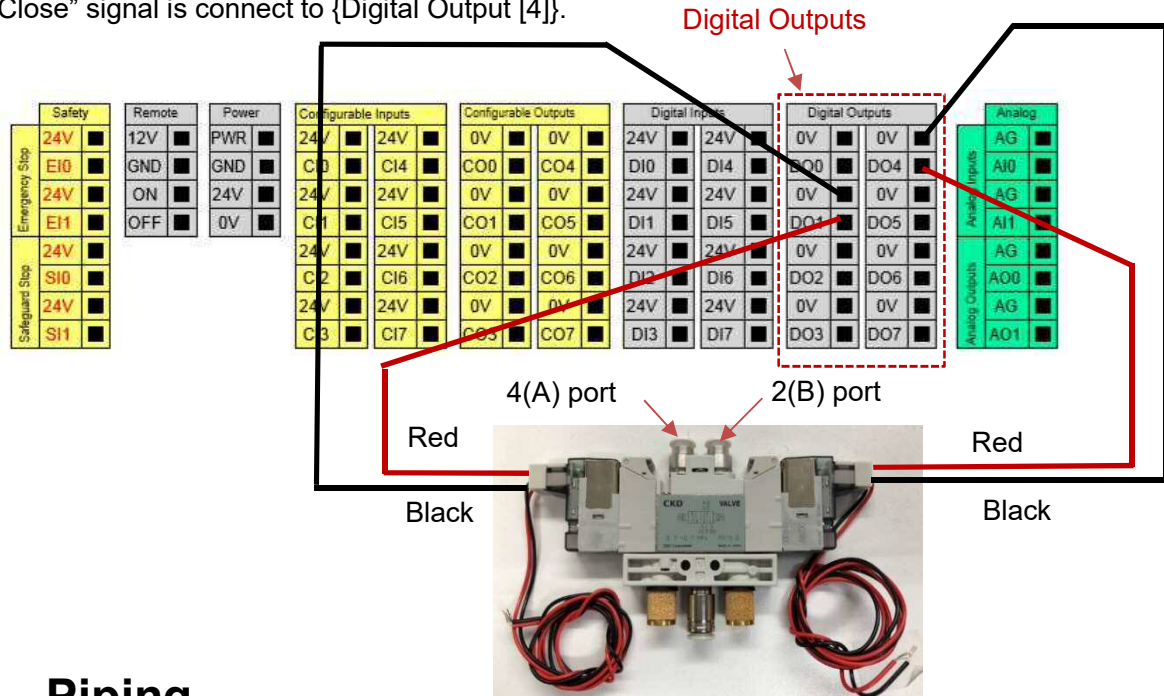 Close” signal is connect to {Digital Output [4]}.
Digital Outputs
Safety Remote Power Configurable Inputs Configurable Outputs Digital Inputs Digital Outputs Analog
24V 12V PWR 24V 24V 0V 0V 24V 24V 0V 0V AG
EI0 GND GND CI0 CI4 CO0 CO4 DI0 DI4 DO0 DO4 AI0
24V ON 24V 24V 24V 0V 0V 24V 24V 0V 0V AG
EI1 OFF 0V CI1 CI5 CO1 CO5 DI1 DI5 DO1 DO5 AI1
24V 24V 24V 0V 0V 24V 24V 0V 0V AG
SI0 CI2 CI6 CO2 CO6 DI2 DI6 DO2 DO6 AO0
24V 24V 24V 0V 0V 24V 24V 0V 0V AG
SI1 CI3 CI7 CO3 CO7 DI3 DI7 DO3 DO7 AO1
Emergency Stop
Safeguard Stop
Analog Inputs
Analog Outputs
4(A) port 2(B) port
Red Red
Black Black
CKD VALVE
Piping